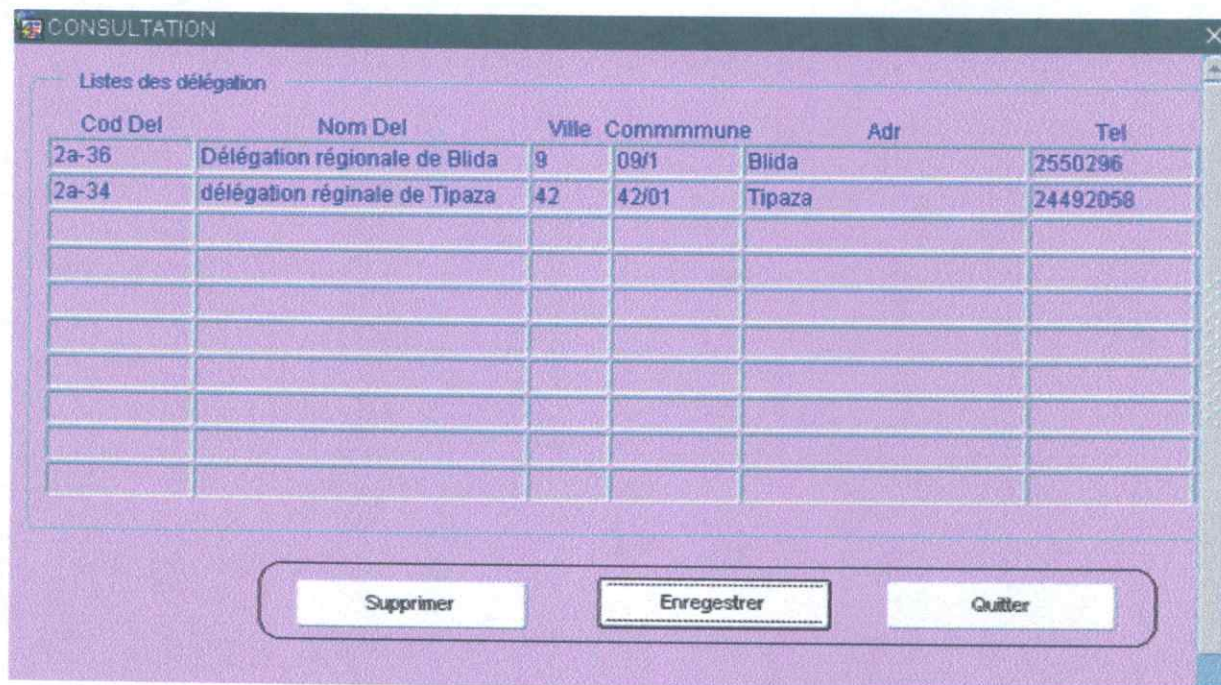 CONSULTATION
Listes des délégation
Cod Del Nom Del Ville Commmmune Adr Tel
2a-36 Délégation régionale de Blida 9 09/1 Blida 2550296
2a-34 délégation réginale de Tipaza 42 42/01 Tipaza 24492058
Supprimer Enregestrer Quitter